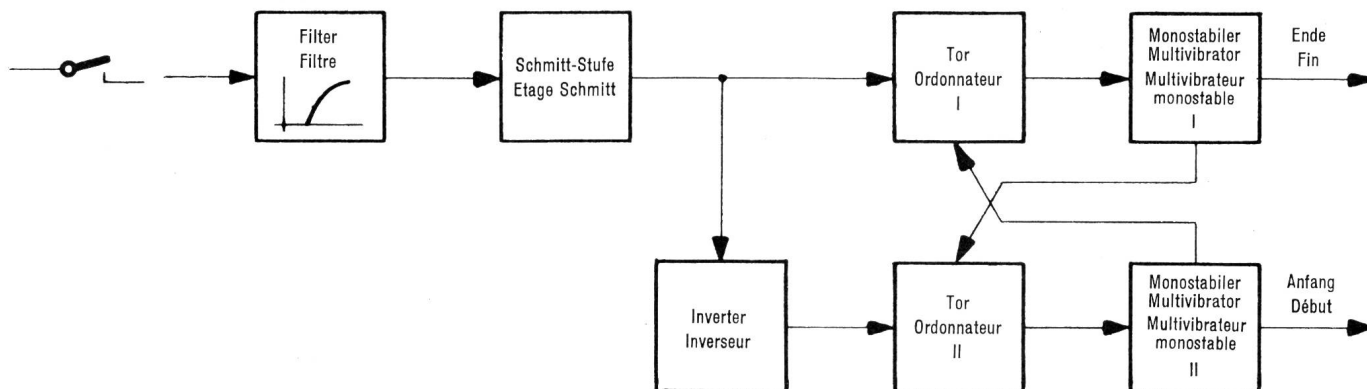 Filter
Filtre
Schmitt-Stufe
Etage Schmitt
Tor
Ordonnateur
I
Monostabiler
Multivibrator
Multivibrateur
monostable
I
Ende
Fin
Inverter
Inverseur
Tor
Ordonnateur
II
Monostabiler
Multivibrator
Multivibrateur
monostable
II
Anfang
Début